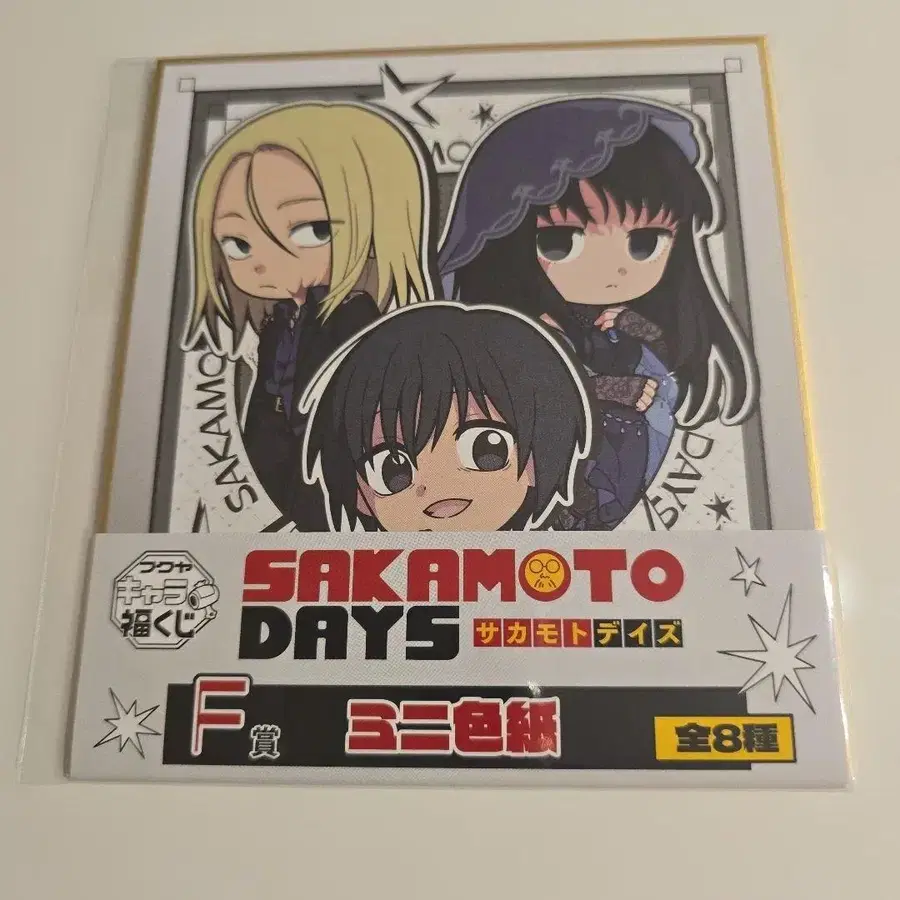 SAKAMO
DAYS
フクヤ
キャラ
福くじ
SAKAMOTO
DAYS サカモトデイズ
F賞 ミニ色紙 全8種